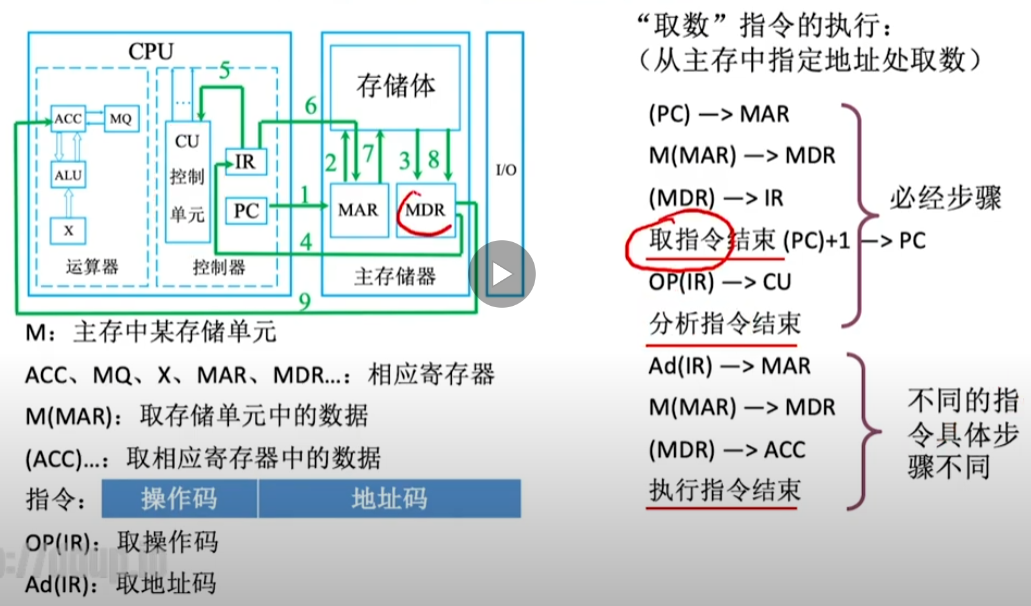 CPU
ACC
MQ
ALU
X
运算器
...
CU
控制
单元
IR
PC
控制器
存储体
MAR
MDR
主存储器
I/O
5
6
2
7
3
8
1
4
9
M：主存中某存储单元
ACC、MQ、X、MAR、MDR...：相应寄存器
M(MAR)：取存储单元中的数据
(ACC)...：取相应寄存器中的数据
指令：操作码 地址码
OP(IR)：取操作码
Ad(IR)：取地址码
“取数”指令的执行：
（从主存中指定地址处取数）
(PC) —> MAR
M(MAR) —> MDR
(MDR) —> IR
取指令结束 (PC)+1 —> PC
OP(IR) —> CU
分析指令结束
必经步骤
Ad(IR) —> MAR
M(MAR) —> MDR
(MDR) —> ACC
执行指令结束
不同的指
令具体步
骤不同